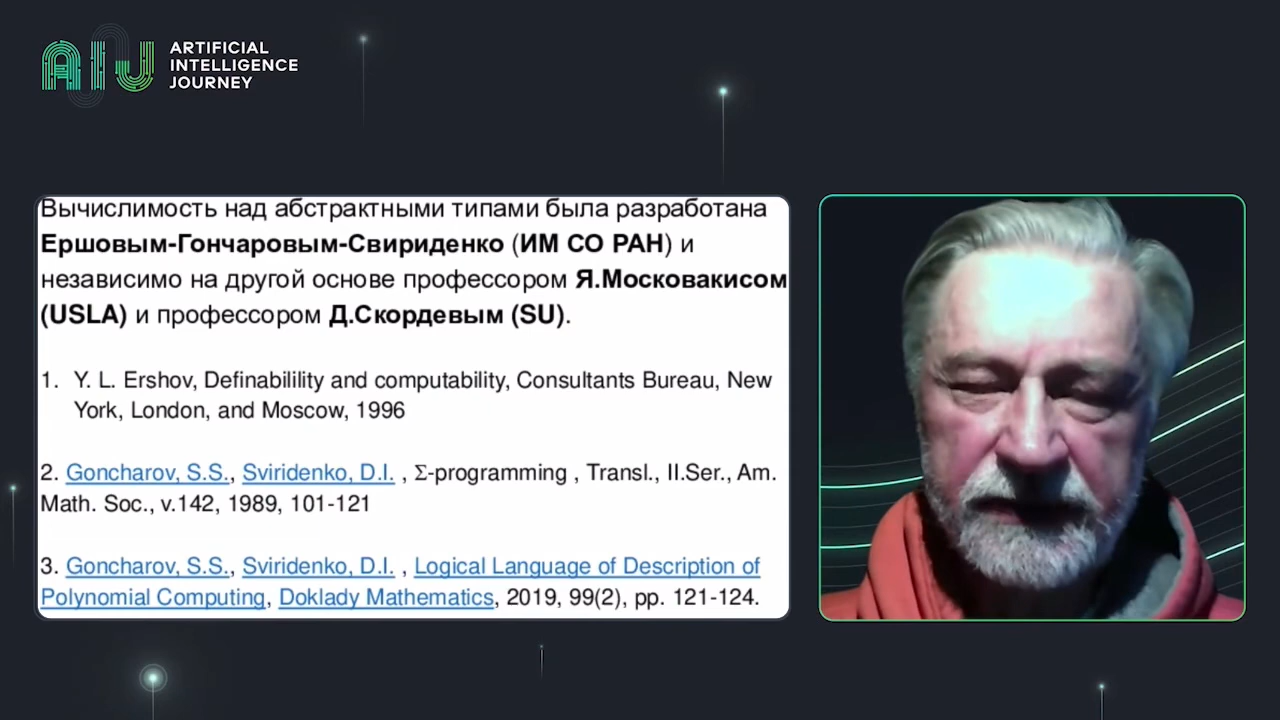 ARTIFICIAL
INTELLIGENCE
JOURNEY
Вычислимость над абстрактными типами была разработана
Ершовым-Гончаровым-Свириденко (ИМ СО РАН) и
независимо на другой основе профессором Я.Московакисом
(USLA) и профессором Д.Скордевым (SU).
1. Y. L. Ershov, Definabilility and computability, Consultants Bureau, New
York, London, and Moscow, 1996
2. Goncharov, S.S., Sviridenko, D.I. , Σ-programming , Transl., II.Ser., Am.
Math. Soc., v.142, 1989, 101-121
3. Goncharov, S.S., Sviridenko, D.I. , Logical Language of Description of
Polynomial Computing, Doklady Mathematics, 2019, 99(2), pp. 121-124.